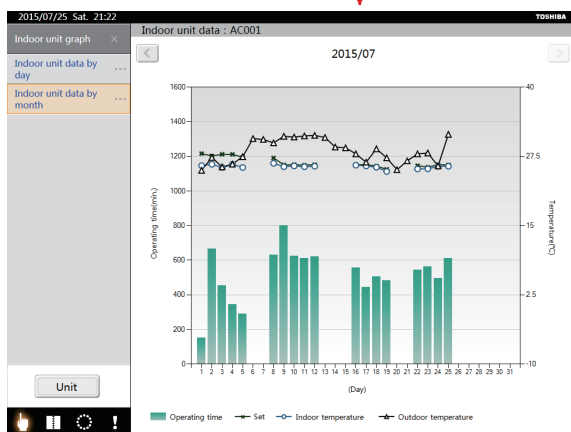 2015/07/25 Sat. 21:22
TOSHIBA
Indoor unit graph ×
Indoor unit data by
day ...
Indoor unit data by
month ...
Unit
Indoor unit data : AC001
< 2015/07 >
1600
1400
1200
1000
800
600
400
200
0
Operating time(min.)
40
27.5
15
2.5
-10
Temperature(°C)
1 2 3 4 5 6 7 8 9 10 11 12 13 14 15 16 17 18 19 20 21 22 23 24 25 26 27 28 29 30 31
(Day)
Operating time Set Indoor temperature Outdoor temperature